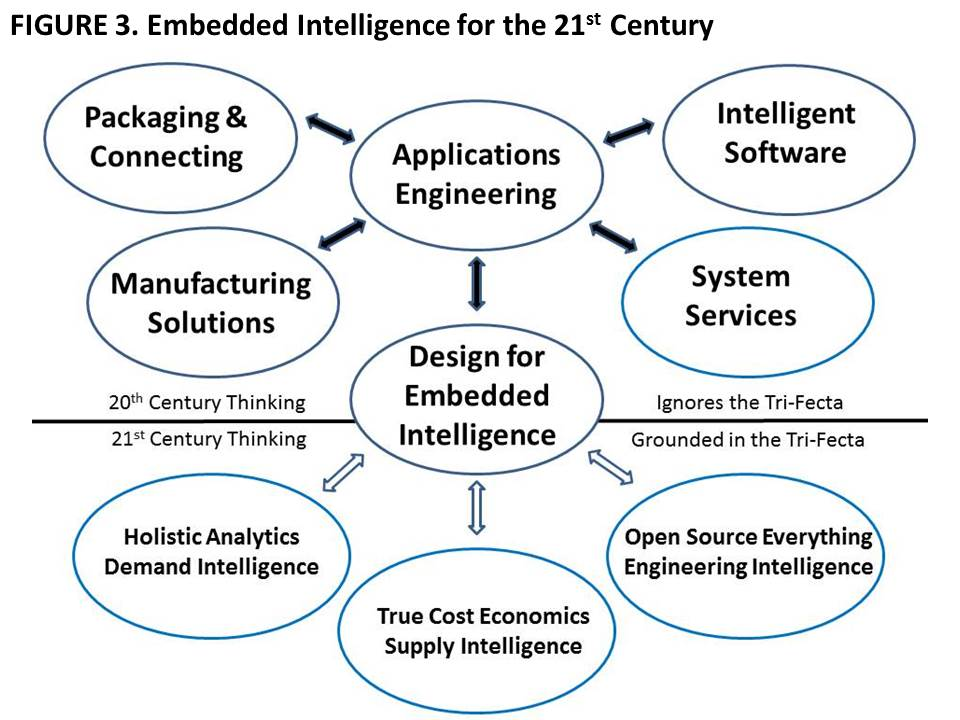 FIGURE 3. Embedded Intelligence for the 21st Century
Packaging &
Connecting
Applications
Engineering
Intelligent
Software
Manufacturing
Solutions
System
Services
Design for
Embedded
Intelligence
20th Century Thinking
Ignores the Tri-Fecta
21st Century Thinking
Grounded in the Tri-Fecta
Holistic Analytics
Demand Intelligence
True Cost Economics
Supply Intelligence
Open Source Everything
Engineering Intelligence